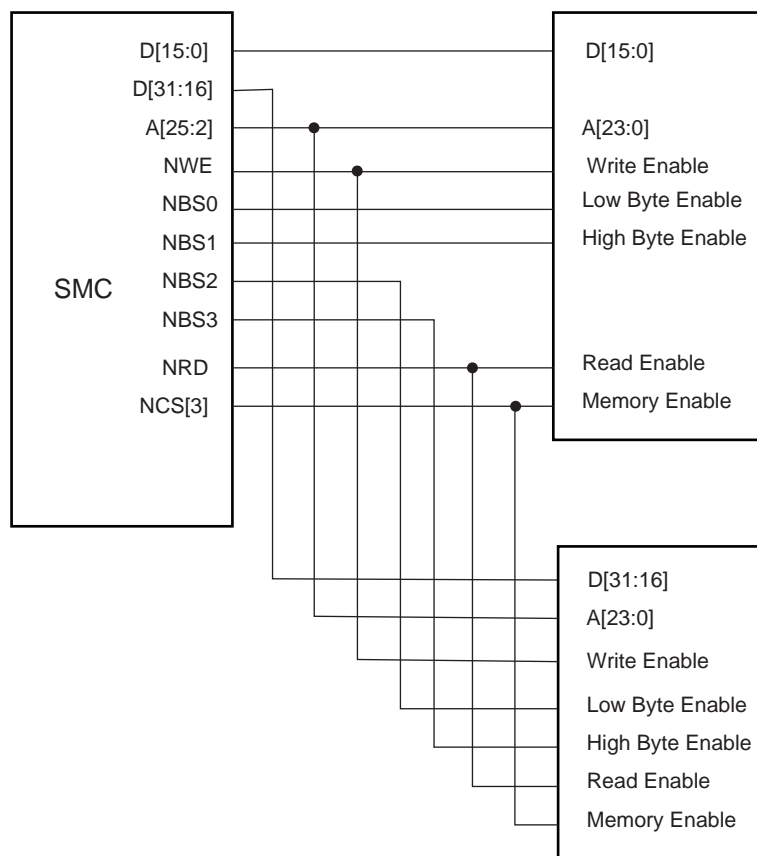 D[15:0]
D[31:16]
A[25:2]
NWE
NBS0
NBS1
NBS2
NBS3
NRD
NCS[3]
SMC
D[15:0]
A[23:0]
Write Enable
Low Byte Enable
High Byte Enable
Read Enable
Memory Enable
D[31:16]
A[23:0]
Write Enable
Low Byte Enable
High Byte Enable
Read Enable
Memory Enable